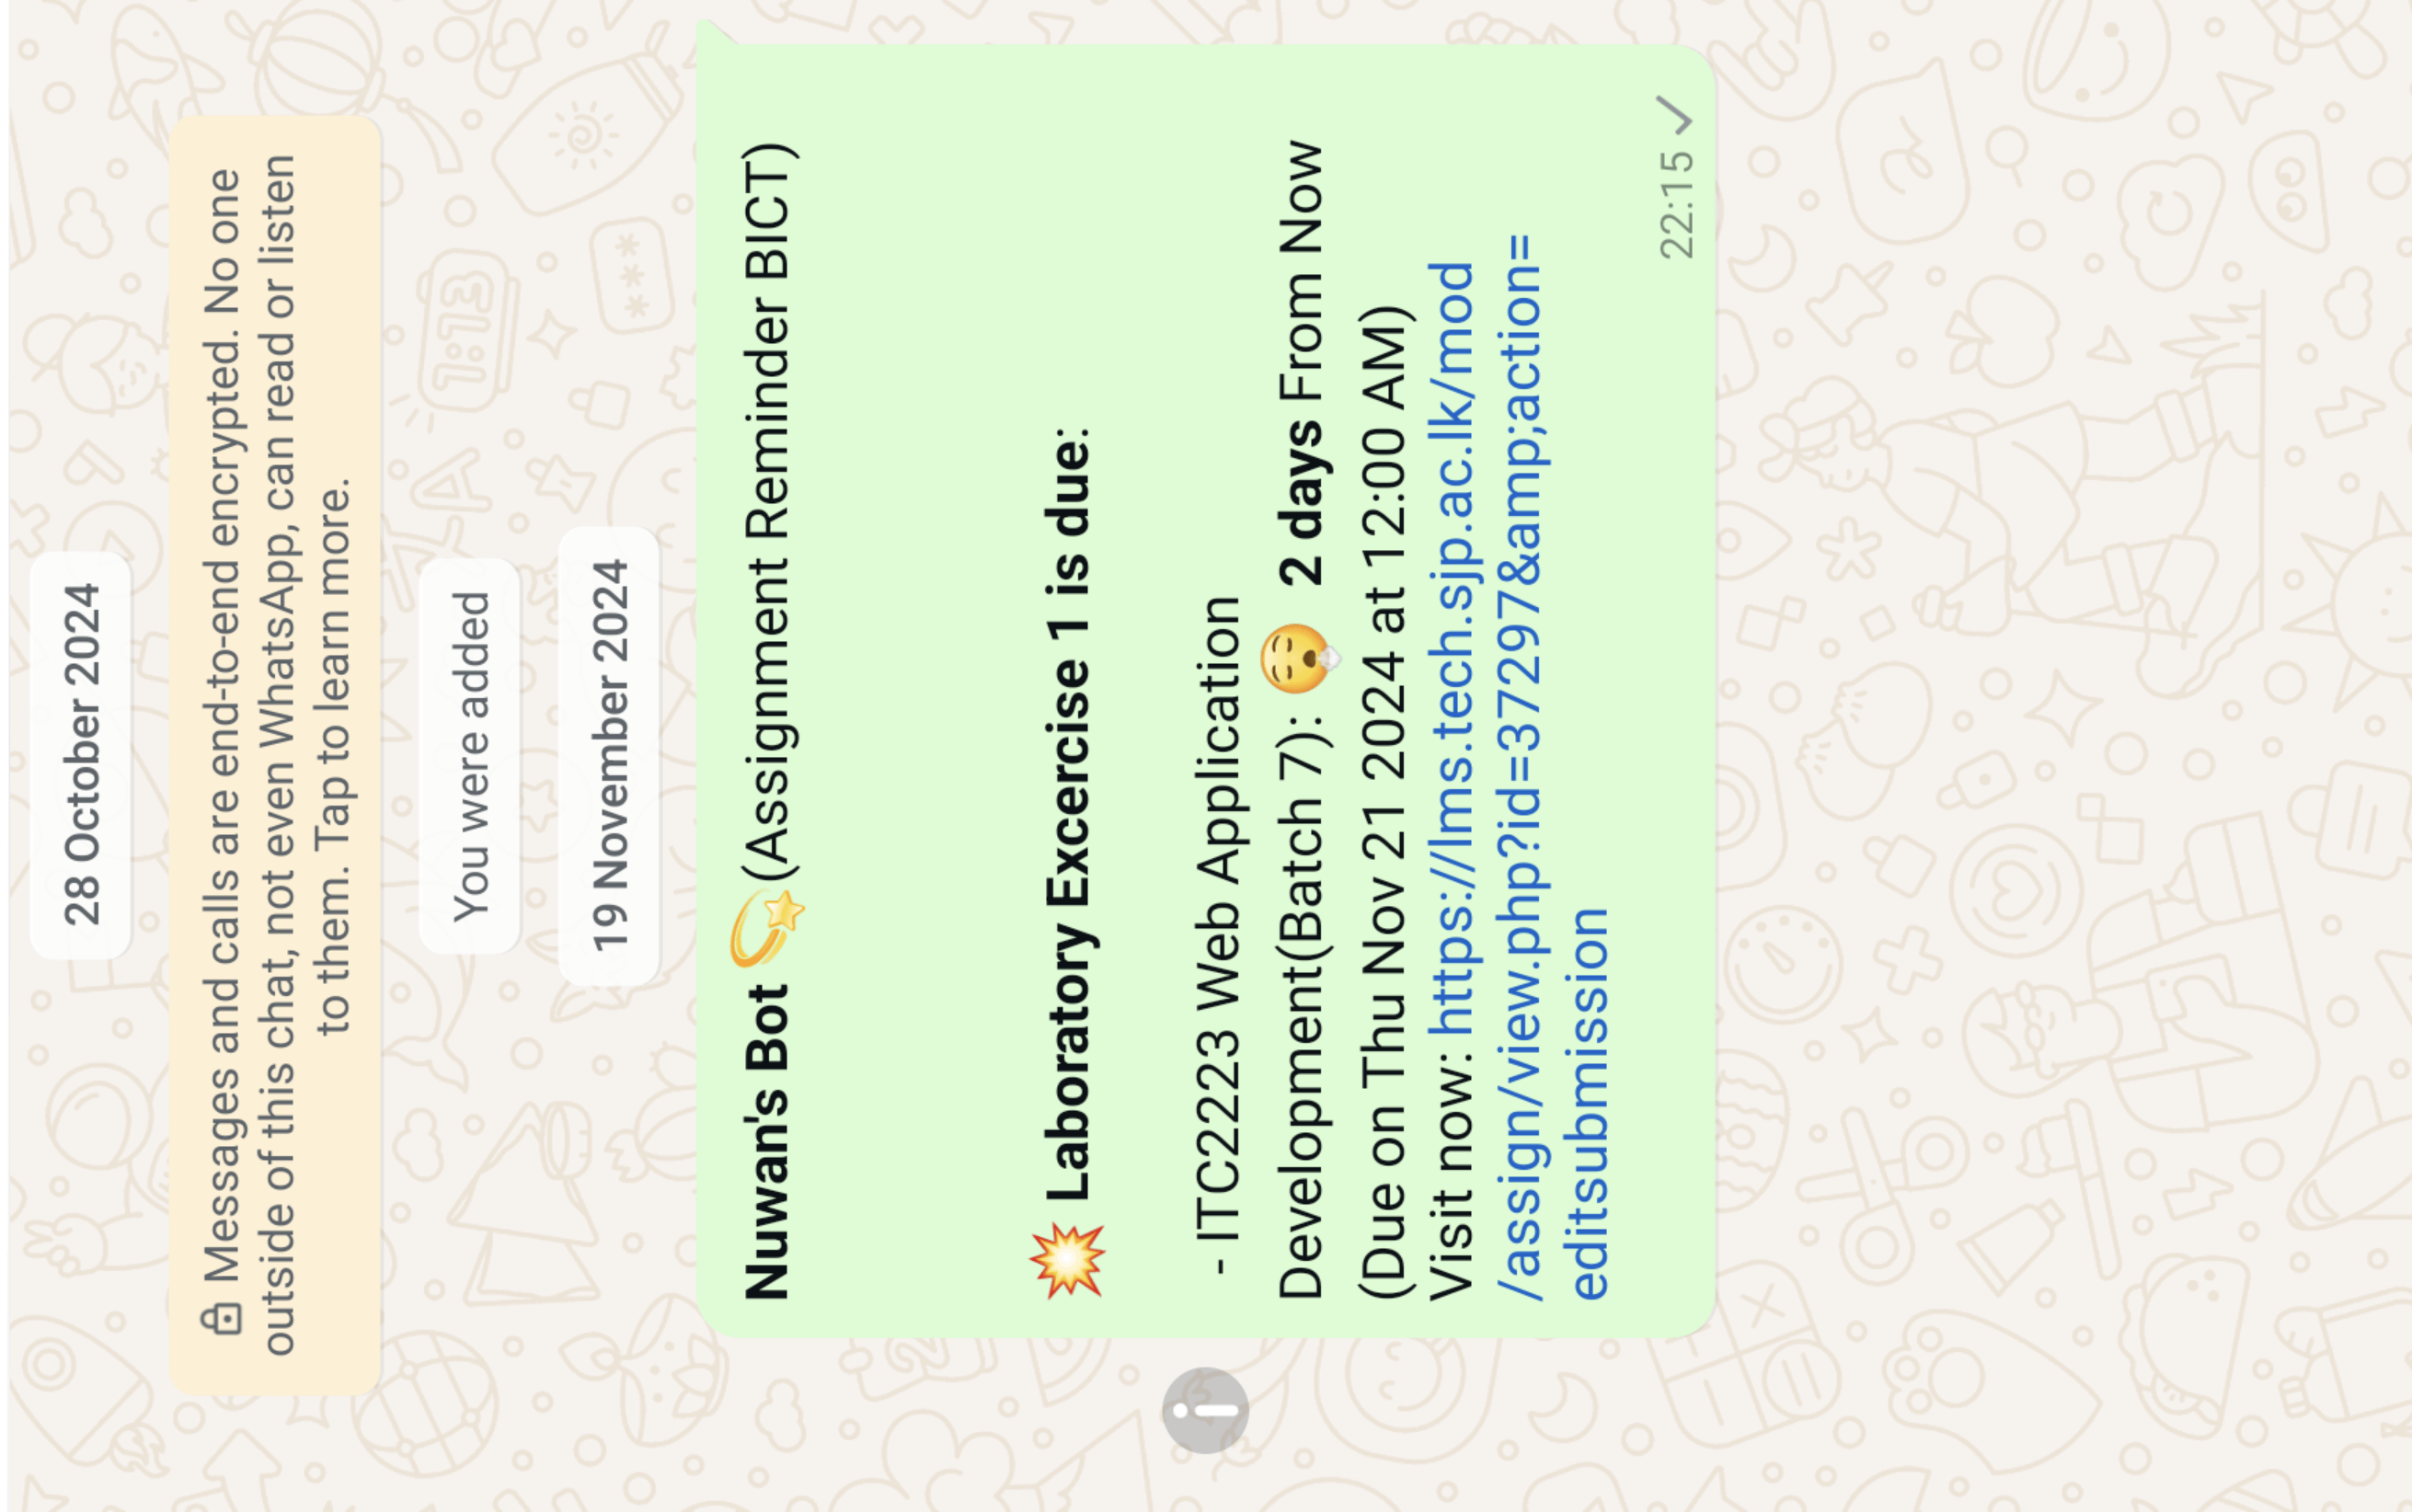 28 October 2024
Messages and calls are end-to-end encrypted. No one
outside of this chat, not even WhatsApp, can read or listen
to them. Tap to learn more.
You were added
19 November 2024
Nuwan's Bot 💫(Assignment Reminder BICT)
💥 Laboratory Excercise 1 is due:
- ITC2223 Web Application
Development(Batch 7): 😮‍💨 2 days From Now
(Due on Thu Nov 21 2024 at 12:00 AM)
Visit now: https://lms.tech.sjp.ac.lk/mod
/assign/view.php?id=37297&amp;action=
editsubmission
22:15